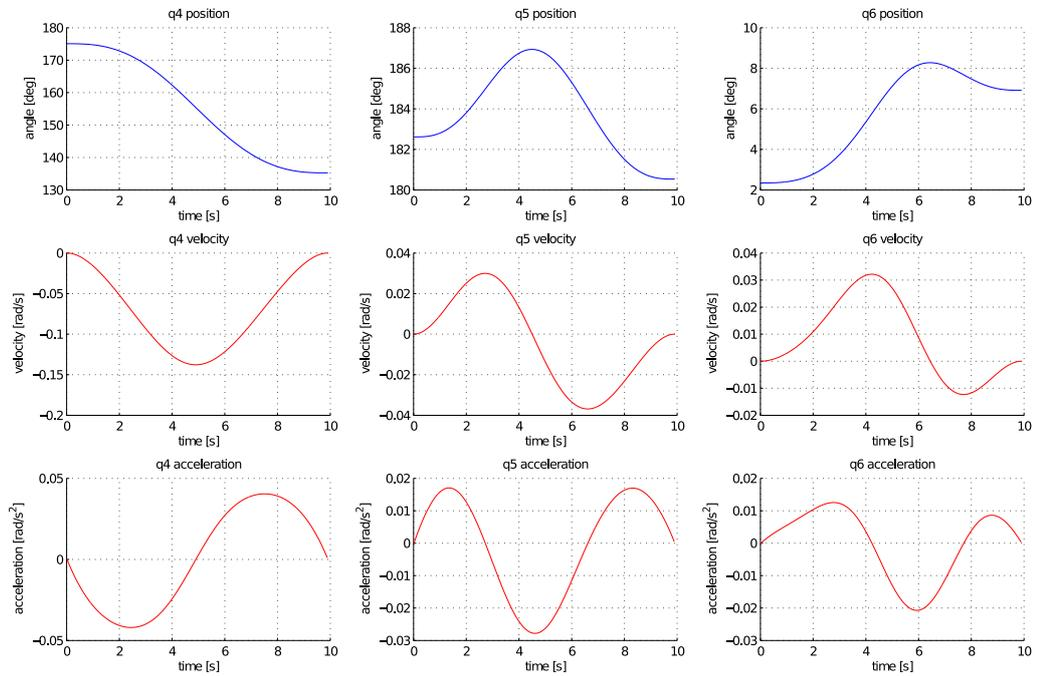 q4 position q5 position q6 position
180 188 10
170 186 8
160 184 6
150 182 4
140 180 2
130
angle [deg] angle [deg] angle [deg]
0 2 4 6 8 10 0 2 4 6 8 10 0 2 4 6 8 10
time [s] time [s] time [s]
q4 velocity q5 velocity q6 velocity
0 0.04 0.04
−0.05 0.02 0.03
−0.1 0 0.02
−0.15 −0.02 0.01
−0.2 −0.04 0
−0.01
−0.02
velocity [rad/s] velocity [rad/s] velocity [rad/s]
0 2 4 6 8 10 0 2 4 6 8 10 0 2 4 6 8 10
time [s] time [s] time [s]
q4 acceleration q5 acceleration q6 acceleration
0.05 0.02 0.02
0 0.01 0.01
−0.05 0 0
−0.01 −0.01
−0.02 −0.02
−0.03 −0.03
acceleration [rad/s²] acceleration [rad/s²] acceleration [rad/s²]
0 2 4 6 8 10 0 2 4 6 8 10 0 2 4 6 8 10
time [s] time [s] time [s]